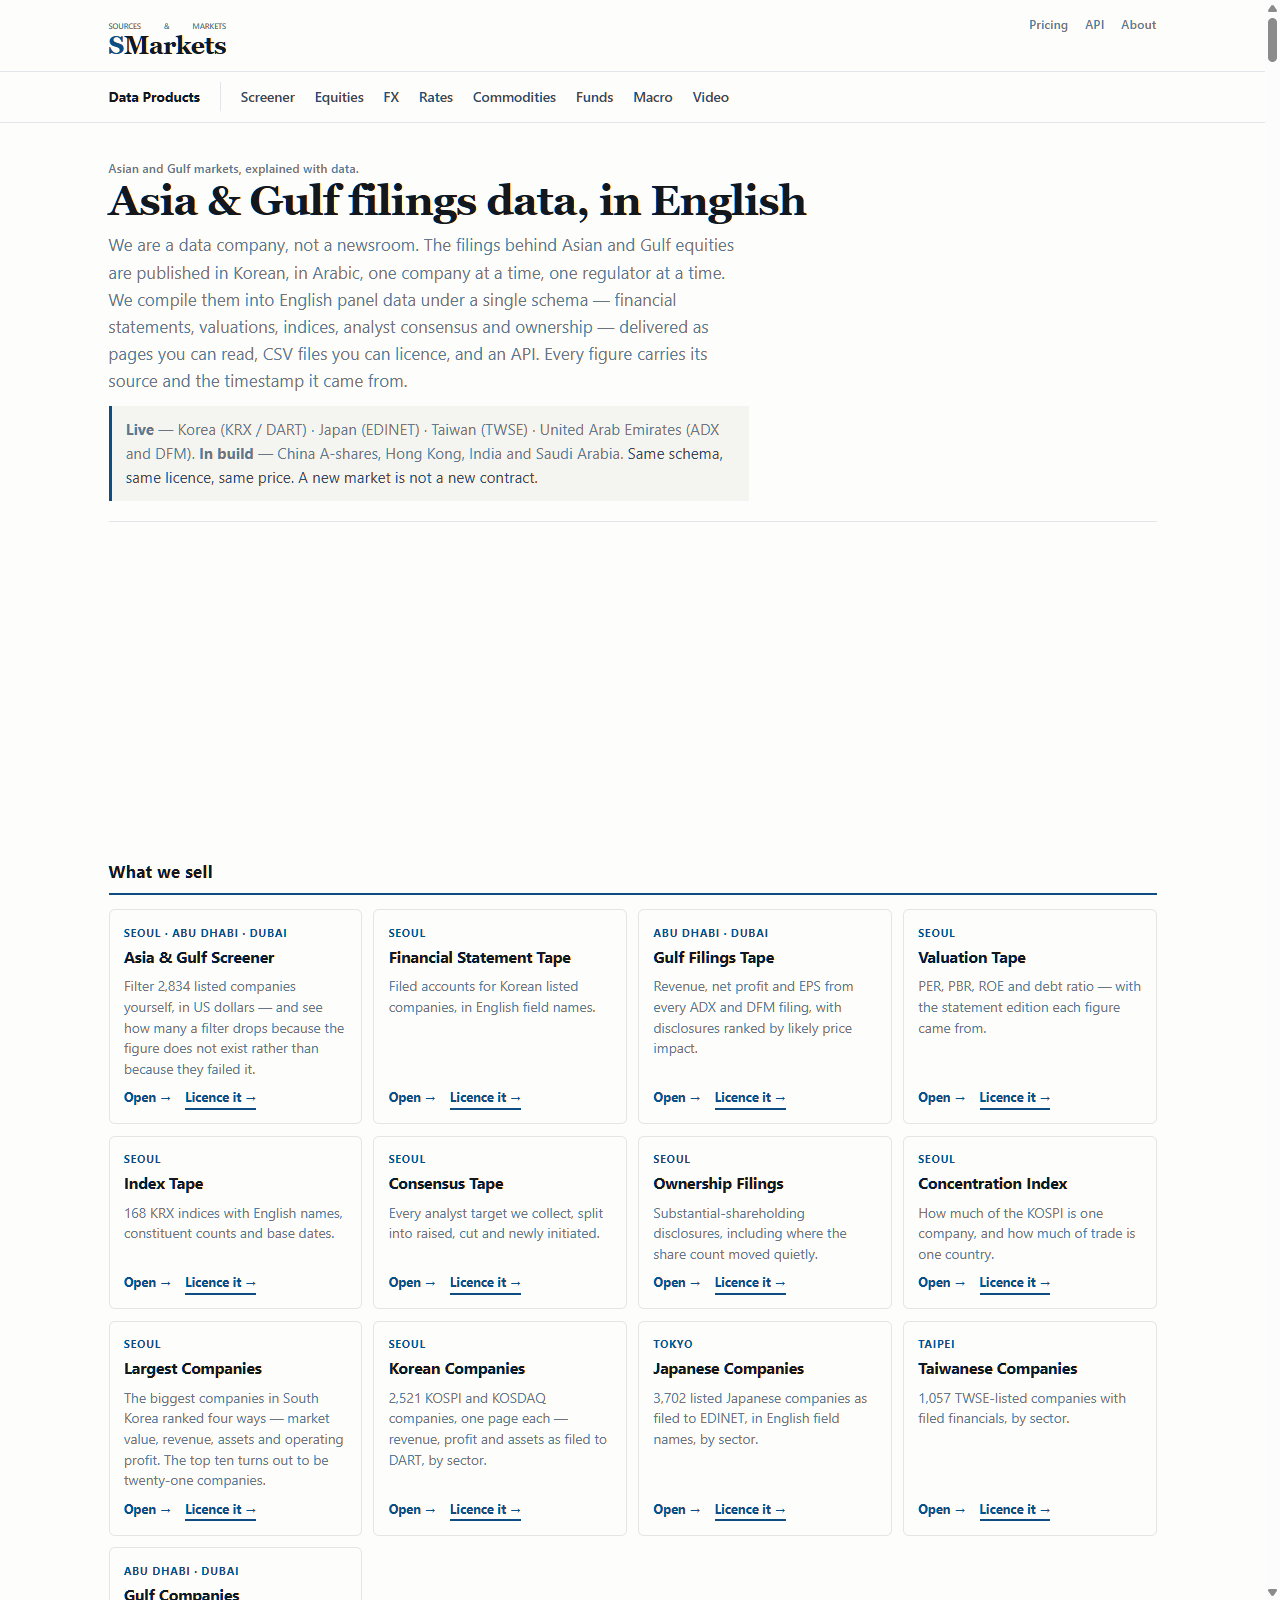 SOURCES & MARKETS
SMarkets
Pricing API About
Data Products Screener Equities FX Rates Commodities Funds Macro Video
Asian and Gulf markets, explained with data.
Asia & Gulf filings data, in English
We are a data company, not a newsroom. The filings behind Asian and Gulf equities
are published in Korean, in Arabic, one company at a time, one regulator at a time.
We compile them into English panel data under a single schema — financial
statements, valuations, indices, analyst consensus and ownership — delivered as
pages you can read, CSV files you can licence, and an API. Every figure carries its
source and the timestamp it came from.
Live — Korea (KRX / DART) · Japan (EDINET) · Taiwan (TWSE) · United Arab Emirates (ADX
and DFM). In build — China A-shares, Hong Kong, India and Saudi Arabia. Same schema,
same licence, same price. A new market is not a new contract.
What we sell
SEOUL · ABU DHABI · DUBAI
Asia & Gulf Screener
Filter 2,834 listed companies
yourself, in US dollars — and see
how many a filter drops because the
figure does not exist rather than
because they failed it.
Open → Licence it →
SEOUL
Financial Statement Tape
Filed accounts for Korean listed
companies, in English field names.
Open → Licence it →
ABU DHABI · DUBAI
Gulf Filings Tape
Revenue, net profit and EPS from
every ADX and DFM filing, with
disclosures ranked by likely price
impact.
Open → Licence it →
SEOUL
Valuation Tape
PER, PBR, ROE and debt ratio — with
the statement edition each figure
came from.
Open → Licence it →
SEOUL
Index Tape
168 KRX indices with English names,
constituent counts and base dates.
Open → Licence it →
SEOUL
Consensus Tape
Every analyst target we collect, split
into raised, cut and newly initiated.
Open → Licence it →
SEOUL
Ownership Filings
Substantial-shareholding
disclosures, including where the
share count moved quietly.
Open → Licence it →
SEOUL
Concentration Index
How much of the KOSPI is one
company, and how much of trade is
one country.
Open → Licence it →
SEOUL
Largest Companies
The biggest companies in South
Korea ranked four ways — market
value, revenue, assets and operating
profit. The top ten turns out to be
twenty-one companies.
Open → Licence it →
SEOUL
Korean Companies
2,521 KOSPI and KOSDAQ
companies, one page each —
revenue, profit and assets as filed to
DART, by sector.
Open → Licence it →
TOKYO
Japanese Companies
3,702 listed Japanese companies as
filed to EDINET, in English field
names, by sector.
Open → Licence it →
TAIPEI
Taiwanese Companies
1,057 TWSE-listed companies with
filed financials, by sector.
Open → Licence it →
ABU DHABI · DUBAI
Gulf Companies